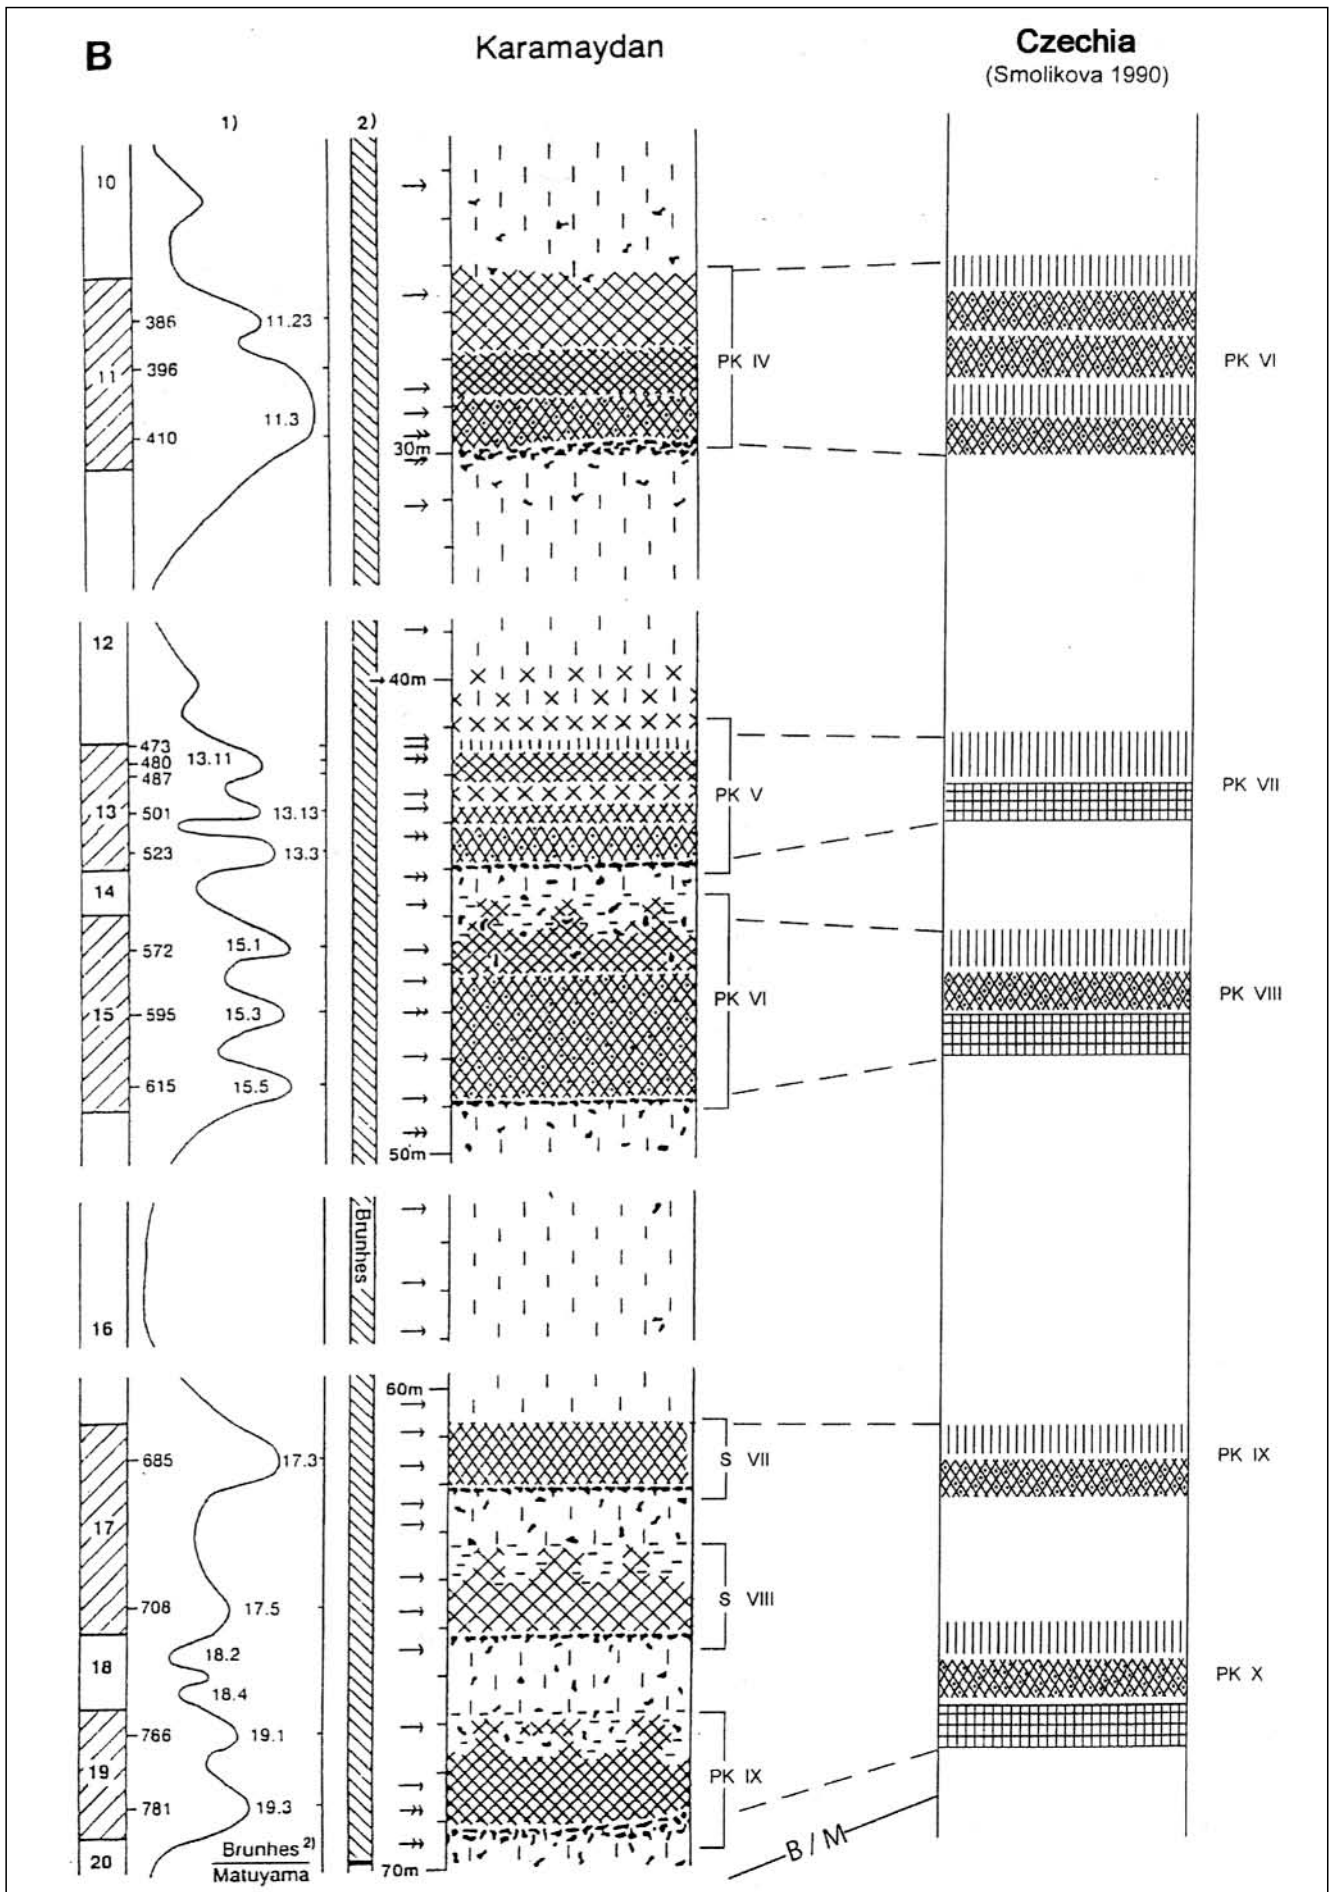 B
Karamaydan
Czechia
(Smolikova 1990)
1)
2)
10
386
11.23
11
396
PK IV
PK VI
11.3
410
30m
12
40m
473
13.11
480
487
PK V
PK VII
13
501
13.13
523
13.3
14
572
15.1
PK VI
PK VIII
15
595
15.3
615
15.5
50m
Brunhes
16
60m
685
17.3
S VII
PK IX
17
708
17.5
S VIII
18
18.2
18.4
PK X
766
19.1
19
PK IX
781
19.3
B / M
20
Brunhes 2)
Matuyama
70m